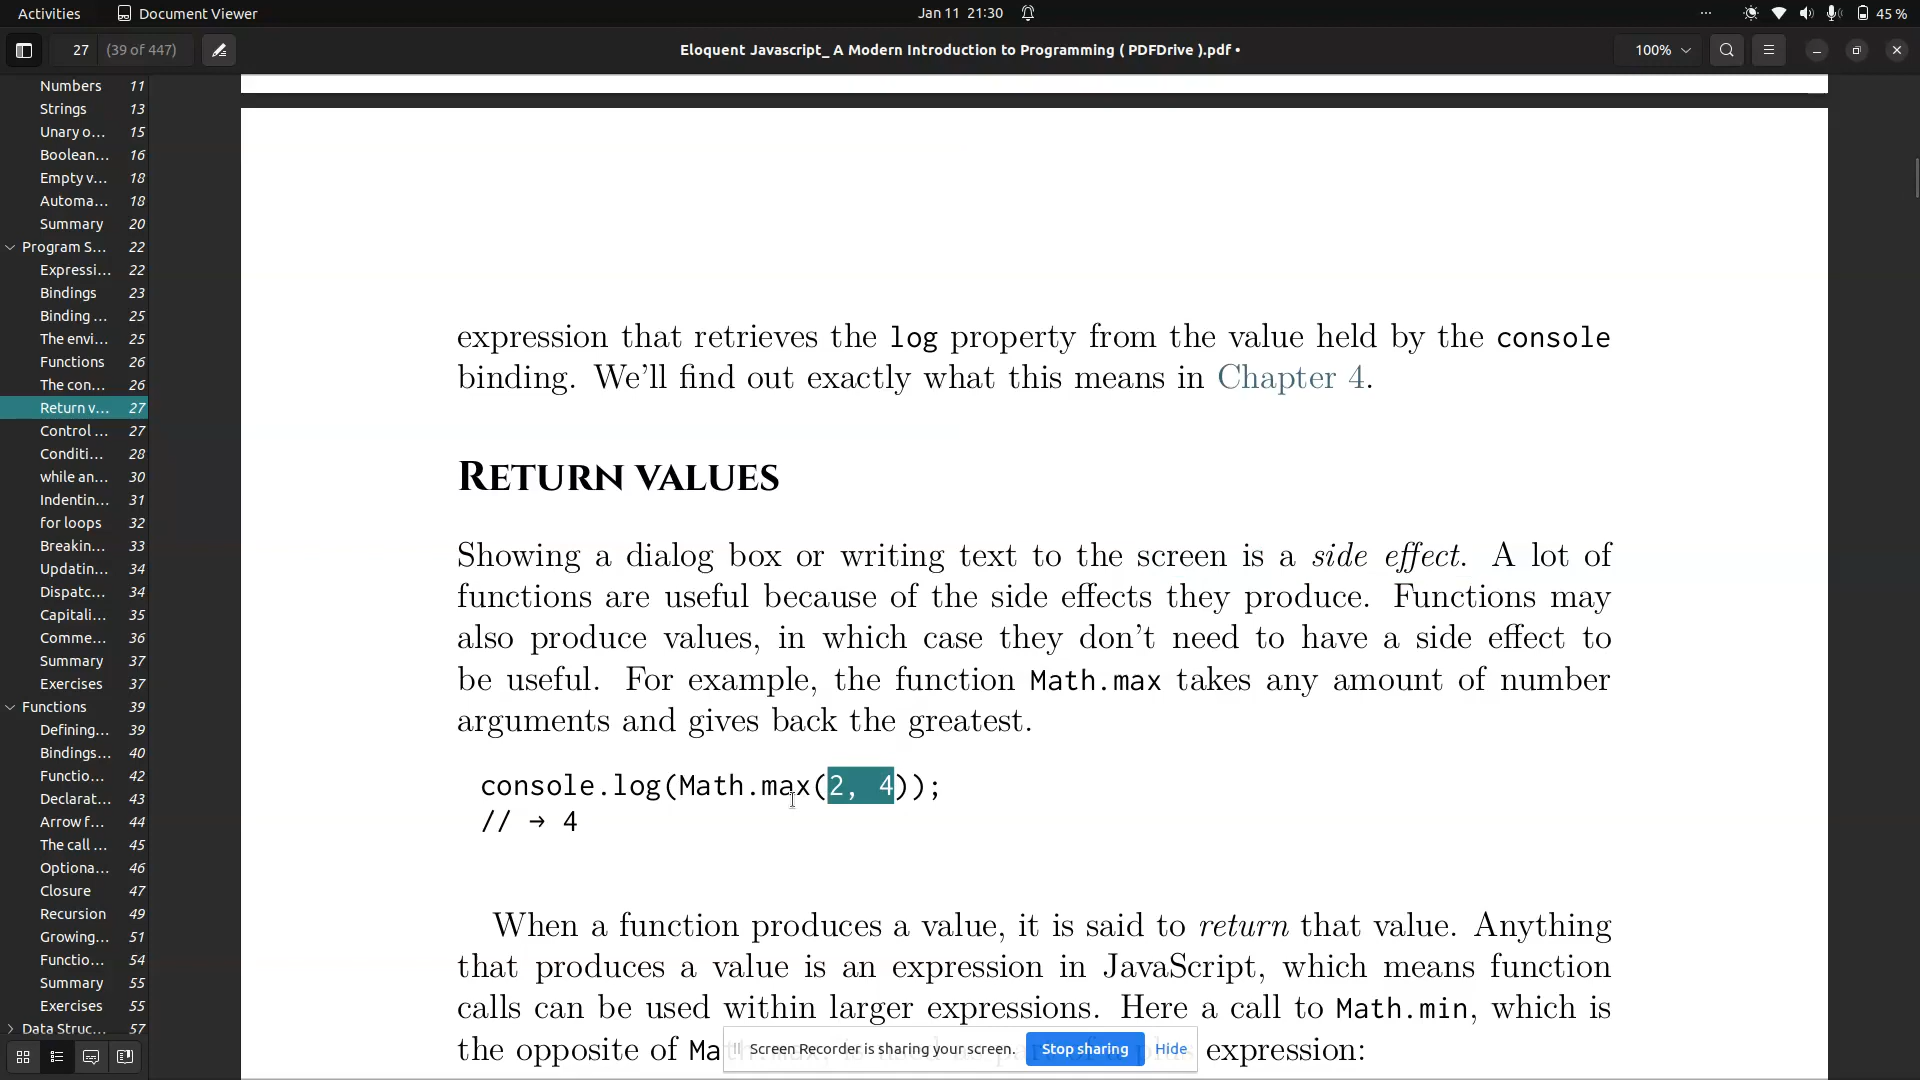 Activities
Document Viewer
Jan 11 21:30
45 %
27
(39 of 447)
Eloquent Javascript_ A Modern Introduction to Programming ( PDFDrive ).pdf •
100%
Numbers 11
Strings 13
Unary o... 15
Boolean... 16
Empty v... 18
Automa... 18
Summary 20
Program S... 22
Expressi... 22
Bindings 23
Binding ... 25
The envi... 25
Functions 26
The con... 26
Return v... 27
Control ... 27
Conditi... 28
while an... 30
Indentin... 31
for loops 32
Breakin... 33
Updatin... 34
Dispatc... 34
Capitali... 35
Comme... 36
Summary 37
Exercises 37
Functions 39
Defining... 39
Bindings... 40
Functio... 42
Declarat... 43
Arrow f... 44
The call ... 45
Optiona... 46
Closure 47
Recursion 49
Growing... 51
Functio... 54
Summary 55
Exercises 55
Data Struc... 57
expression that retrieves the log property from the value held by the console
binding. We'll find out exactly what this means in Chapter 4.
Return values
Showing a dialog box or writing text to the screen is a side effect. A lot of
functions are useful because of the side effects they produce. Functions may
also produce values, in which case they don't need to have a side effect to
be useful. For example, the function Math.max takes any amount of number
arguments and gives back the greatest.
console.log(Math.max(2, 4));
// → 4
When a function produces a value, it is said to return that value. Anything
that produces a value is an expression in JavaScript, which means function
calls can be used within larger expressions. Here a call to Math.min, which is
the opposite of Ma expression:
Screen Recorder is sharing your screen.
Stop sharing
Hide